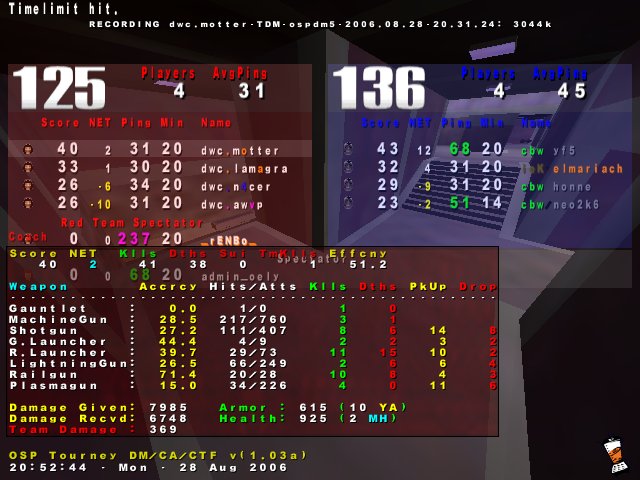 Timelimit hit.
RECORDING dwc.motter-TDM-ospdm5-2006.08.28-20.31.24: 3044k
125 Players AvgPing 136 Players AvgPing
4 31 4 45
Score NET Ping Min Name Score NET Ping Min Name
40 2 31 20 dwc.motter 43 12 68 20 cbw yf5
33 1 30 20 dwc.lamagra 32 4 31 20 elmariach
26 -6 34 20 dwc.n cer 29 -9 31 20 cbw honne
26 -10 31 20 dwc.awvp 23 -2 51 14 cbw neo2k6
Red Team Spectator
Coach 0 0 237 20 _rENBo_
Score NET Klls Dths Sui TmKlls Effcny Spectator
40 2 41 38 0 1 51.2
0 0 68 20 admin_oely
Weapon Accrcy Hits/Atts Klls Dths PkUp Drop
Gauntlet : 0.0 1/0 1 0
MachineGun : 28.5 217/760 3 1
Shotgun : 27.2 111/407 8 6 14 8
G.Launcher : 44.4 4/9 2 2 3 2
R.Launcher : 39.7 29/73 11 15 10 2
LightningGun: 26.5 66/249 2 6 6 4
Railgun : 71.4 20/28 10 8 4 3
Plasmagun : 15.0 34/226 4 0 11 6
Damage Given: 7985 Armor : 615 (10 YA)
Damage Recvd: 6748 Health: 925 (2 MH)
Team Damage : 369
OSP Tourney DM/CA/CTF v(1.03a)
20:52:44 - Mon - 28 Aug 2006